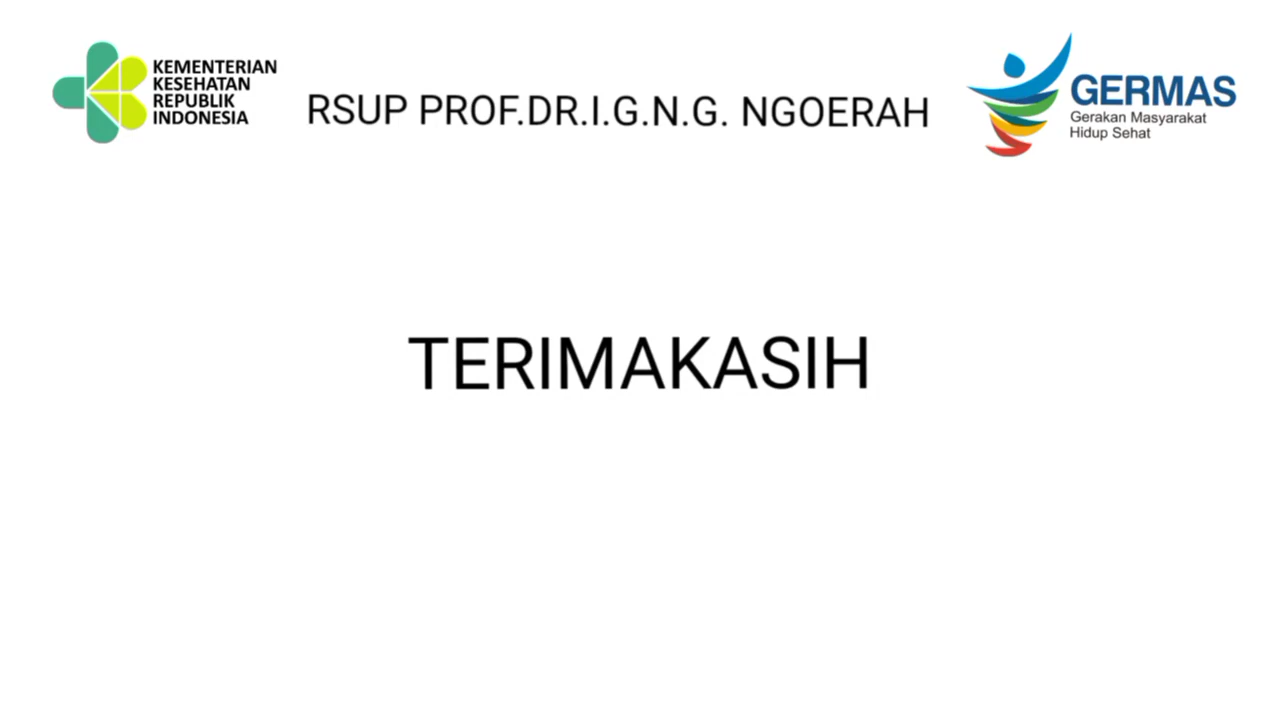 KEMENTERIAN
KESEHATAN
REPUBLIK
INDONESIA
RSUP PROF.DR.I.G.N.G. NGOERAH
GERMAS
Gerakan Masyarakat
Hidup Sehat
TERIMAKASIH